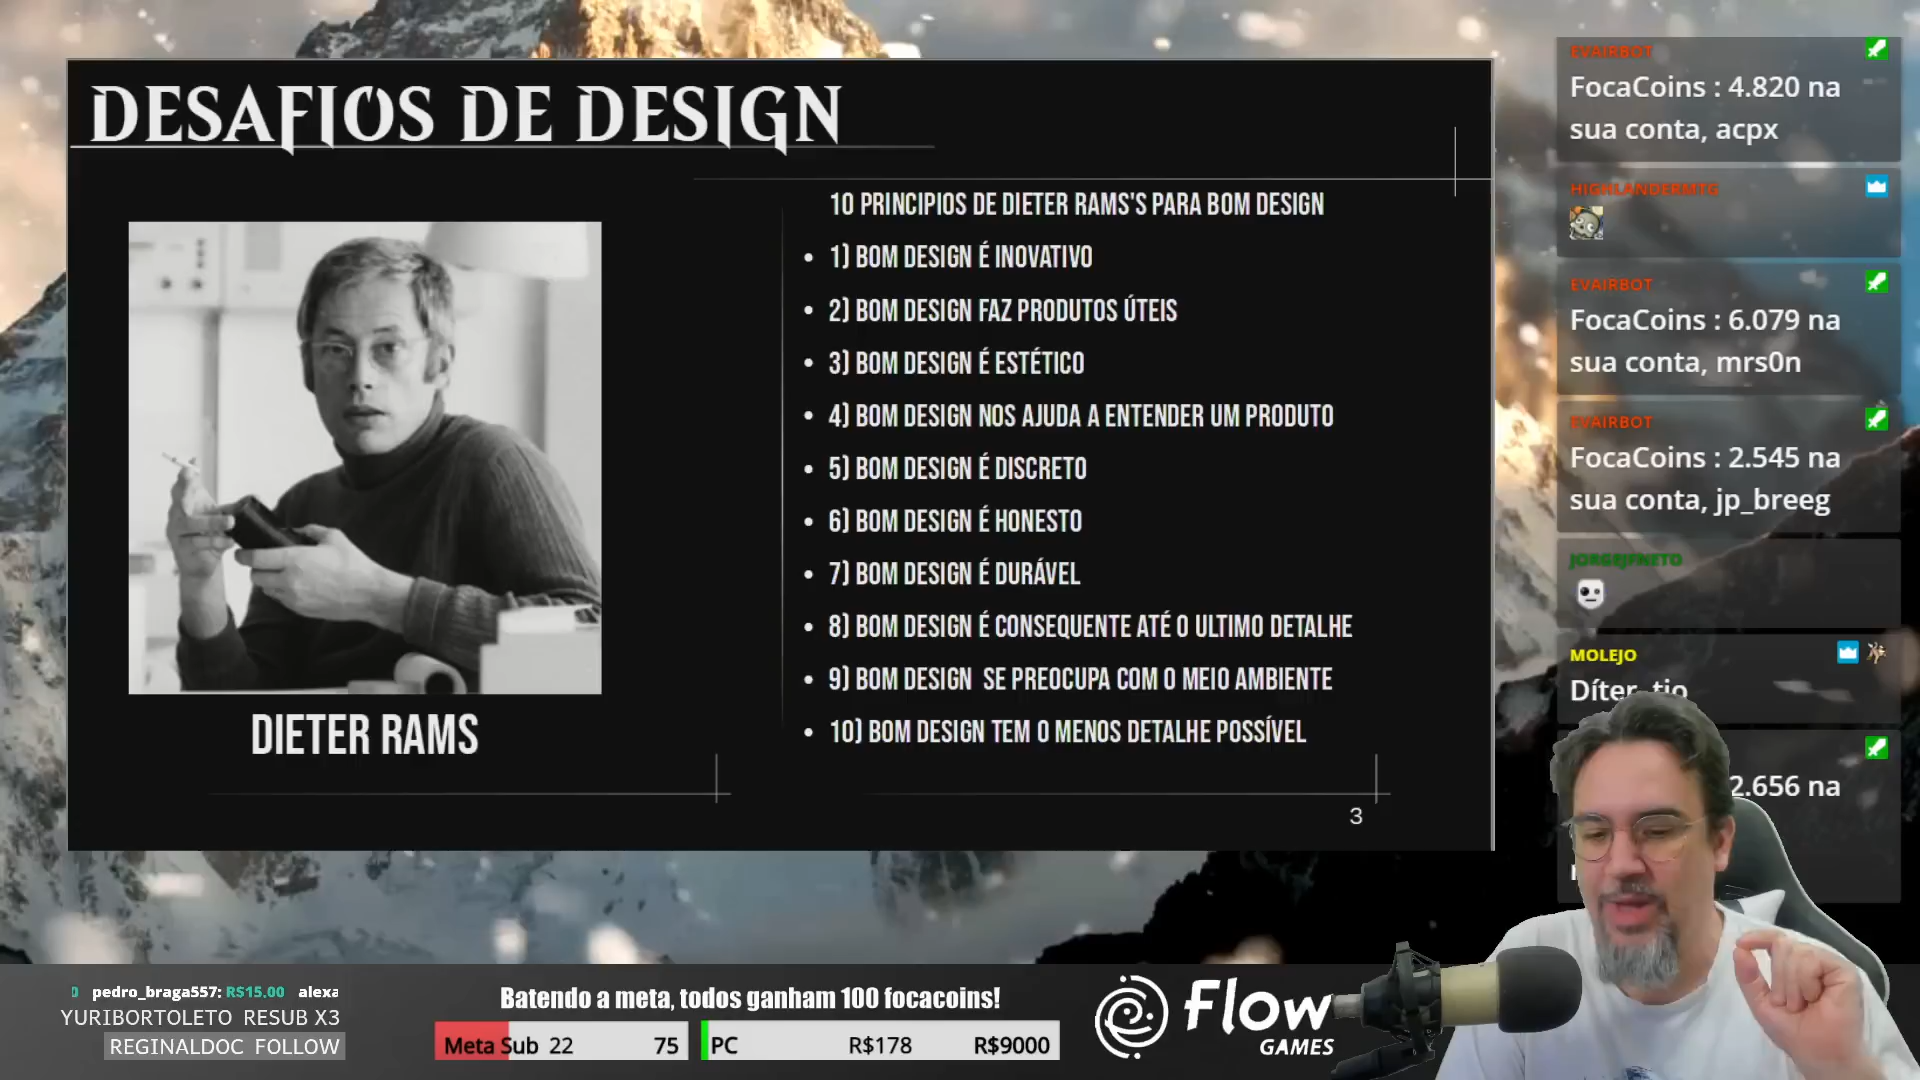 DESAFIOS DE DESIGN
10 PRINCIPIOS DE DIETER RAMS'S PARA BOM DESIGN
• 1) BOM DESIGN É INOVATIVO
• 2) BOM DESIGN FAZ PRODUTOS ÚTEIS
• 3) BOM DESIGN É ESTÉTICO
• 4) BOM DESIGN NOS AJUDA A ENTENDER UM PRODUTO
• 5) BOM DESIGN É DISCRETO
• 6) BOM DESIGN É HONESTO
• 7) BOM DESIGN É DURÁVEL
• 8) BOM DESIGN É CONSEQUENTE ATÉ O ULTIMO DETALHE
• 9) BOM DESIGN SE PREOCUPA COM O MEIO AMBIENTE
• 10) BOM DESIGN TEM O MENOS DETALHE POSSÍVEL
DIETER RAMS
3
EVAIRBOT
FocaCoins : 4.820 na
sua conta, acpx
HIGHLANDERMTG
EVAIRBOT
FocaCoins : 6.079 na
sua conta, mrs0n
EVAIRBOT
FocaCoins : 2.545 na
sua conta, jp_breeg
JORGEJFNETO
MOLEJO
Díter, tio
2.656 na
pedro_braga557: R$15,00 alexa
YURIBORTOLETO RESUB X3
REGINALDOC FOLLOW
Batendo a meta, todos ganham 100 focacoins!
Meta Sub 22 75
PC R$178 R$9000
Flow
GAMES